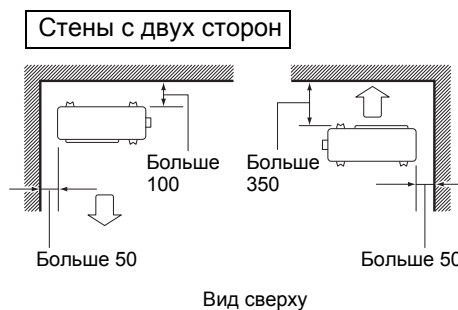 Стены с двух сторон
Больше
100
Больше
350
Больше 50
Больше 50
Вид сверху